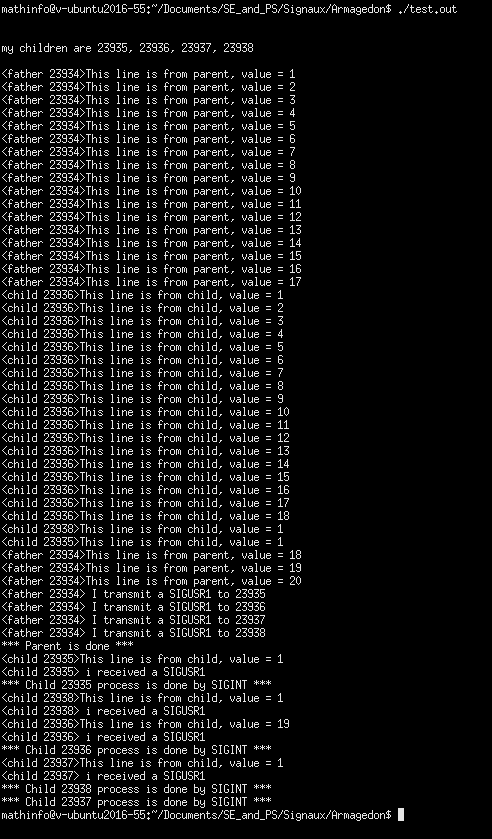 mathinfo@v-ubuntu2016-55:~/Documents/SE_and_PS/Signaux/Armagedon$ ./test.out
my children are 23935, 23936, 23937, 23938
<father 23934>This line is from parent, value = 1
<father 23934>This line is from parent, value = 2
<father 23934>This line is from parent, value = 3
<father 23934>This line is from parent, value = 4
<father 23934>This line is from parent, value = 5
<father 23934>This line is from parent, value = 6
<father 23934>This line is from parent, value = 7
<father 23934>This line is from parent, value = 8
<father 23934>This line is from parent, value = 9
<father 23934>This line is from parent, value = 10
<father 23934>This line is from parent, value = 11
<father 23934>This line is from parent, value = 12
<father 23934>This line is from parent, value = 13
<father 23934>This line is from parent, value = 14
<father 23934>This line is from parent, value = 15
<father 23934>This line is from parent, value = 16
<father 23934>This line is from parent, value = 17
<child 23936>This line is from child, value = 1
<child 23936>This line is from child, value = 2
<child 23936>This line is from child, value = 3
<child 23936>This line is from child, value = 4
<child 23936>This line is from child, value = 5
<child 23936>This line is from child, value = 6
<child 23936>This line is from child, value = 7
<child 23936>This line is from child, value = 8
<child 23936>This line is from child, value = 9
<child 23936>This line is from child, value = 10
<child 23936>This line is from child, value = 11
<child 23936>This line is from child, value = 12
<child 23936>This line is from child, value = 13
<child 23936>This line is from child, value = 14
<child 23936>This line is from child, value = 15
<child 23936>This line is from child, value = 16
<child 23936>This line is from child, value = 17
<child 23936>This line is from child, value = 18
<child 23938>This line is from child, value = 1
<child 23935>This line is from child, value = 1
<father 23934>This line is from parent, value = 18
<father 23934>This line is from parent, value = 19
<father 23934>This line is from parent, value = 20
<father 23934> I transmit a SIGUSR1 to 23935
<father 23934> I transmit a SIGUSR1 to 23936
<father 23934> I transmit a SIGUSR1 to 23937
<father 23934> I transmit a SIGUSR1 to 23938
*** Parent is done ***
<child 23935>This line is from child, value = 1
<child 23935> i received a SIGUSR1
*** Child 23935 process is done by SIGINT ***
<child 23938>This line is from child, value = 1
<child 23938> i received a SIGUSR1
<child 23936>This line is from child, value = 19
<child 23936> i received a SIGUSR1
*** Child 23936 process is done by SIGINT ***
<child 23937>This line is from child, value = 1
<child 23937> i received a SIGUSR1
*** Child 23938 process is done by SIGINT ***
*** Child 23937 process is done by SIGINT ***
mathinfo@v-ubuntu2016-55:~/Documents/SE_and_PS/Signaux/Armagedon$